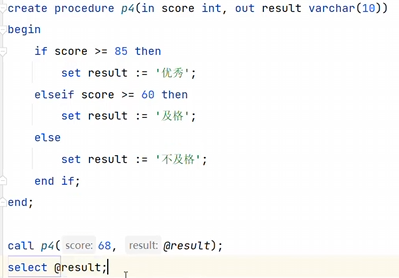 create procedure p4(in score int, out result varchar(10))
begin
    if score >= 85 then
        set result := '优秀';
    elseif score >= 60 then
        set result := '及格';
    else
        set result := '不及格';
    end if;
end;
call p4( score: 68, result: @result);
select @result;